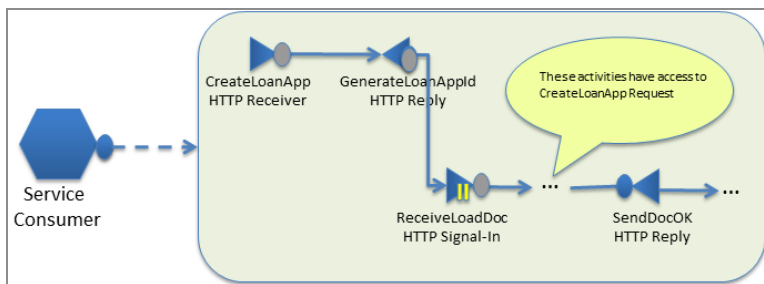 CreateLoanApp
HTTP Receiver
GenerateLoanAppId
HTTP Reply
These activities have access to
CreateLoanApp Request
Service
Consumer
...
...
ReceiveLoadDoc
HTTP Signal-In
SendDocOK
HTTP Reply